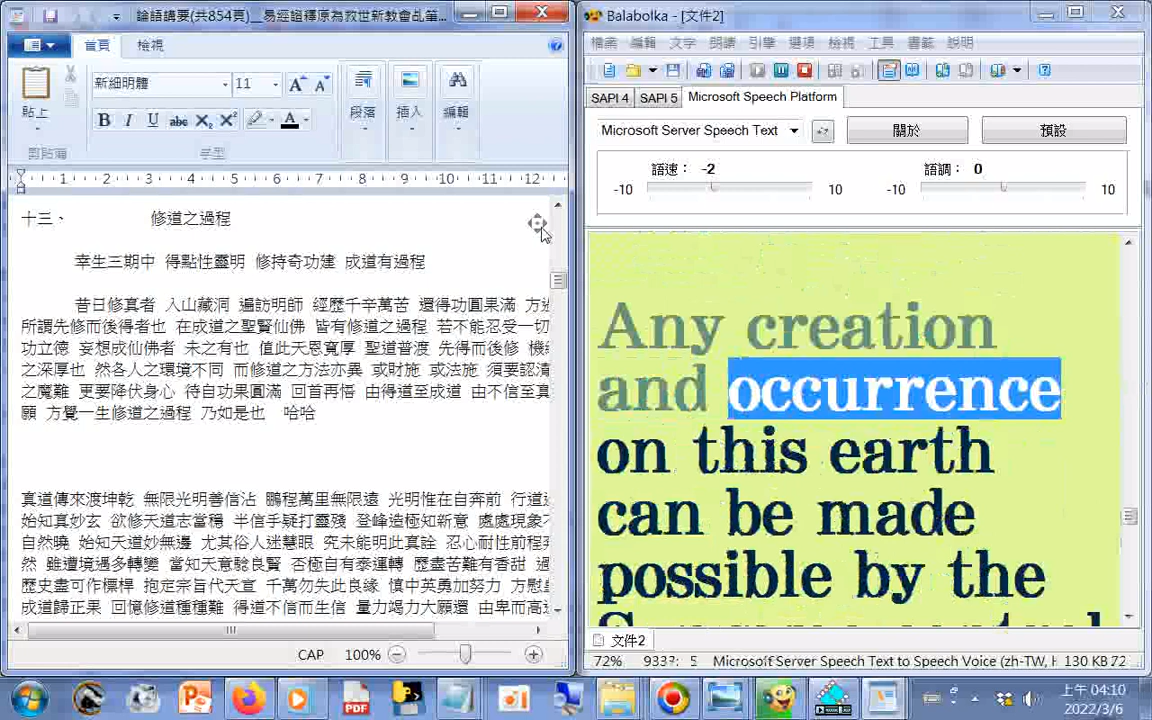 論語講要(共854頁)__易經證釋原為救世新教會乩筆...
首頁
檢視
新細明體
11
貼上
段落
插入
編輯
剪貼簿
字型
1 2 3 4 5 6 7 8 9 10 11 12
十三、 修道之過程
幸生三期中 得點性靈明 修持奇功建 成道有過程
昔日修真者 入山藏洞 遍訪明師 經歷千辛萬苦 還得功圓果滿 方
所謂先修而後得者也 在成道之聖賢仙佛 皆有修道之過程 若不能忍受一切
功立德 妄想成仙佛者 未之有也 值此天恩寬厚 聖道普渡 先得而後修 機
之深厚也 然各人之環境不同 而修道之方法亦異 或財施 或法施 須要認清
之魔難 更要降伏身心 待自功果圓滿 回首再悟 由得道至成道 由不信至真
願 方覺一生修道之過程 乃如是也 哈哈
真道傳來渡坤乾 無限光明善信沾 鵬程萬里無限遠 光明惟在自奔前 行道
始知真妙玄 欲修天道志當穩 半信乎疑打靈殘 登峰造極知新意 處處現象
自然曉 始知天道妙無邊 尤其俗人迷慧眼 究未能明此真詮 忍心耐性前程
然 雖遭境遇多轉變 當知天意騐良賢 否極自有泰運轉 歷盡苦難有香甜
歷史盡可作標桿 抱定宗旨代天宣 千萬勿失此良緣 慎中英勇加努力 方慰
成道歸正果 回憶修道種種難 得道不信而生信 量力竭力大願還 由卑而高
CAP 100%
Balabolka - [文件2]
檔案 編輯 文字 朗讀 引擎 選項 檢視 工具 書籤 說明
SAPI 4 SAPI 5 Microsoft Speech Platform
Microsoft Server Speech Text
關於
預設
語速： -2
語調： 0
-10 10 -10 10
Any creation
and occurrence
on this earth
can be made
possible by the
文件2
72% 933?: 5 Microsoft Server Speech Text to Speech Voice (zh-TW, H 130 KB 72
上午 04:10
2022/3/6